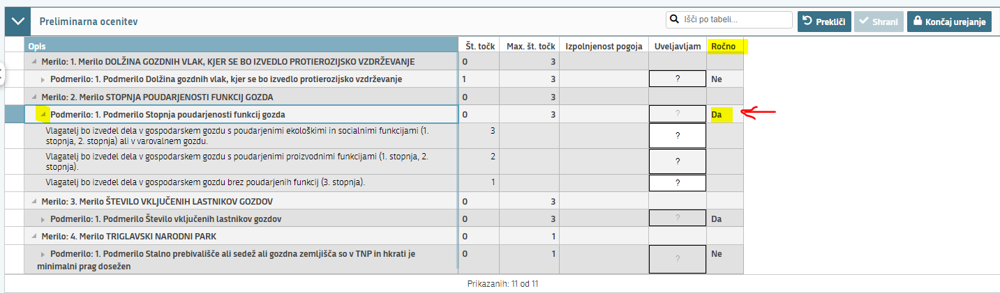 Preliminarna ocenitev
Išči po tabeli...
Prekliči
Shrani
Končaj urejanje
Opis Št. točk Max. št. točk Izpolnjenost pogoja Uveljavljam Ročno
Merilo: 1. Merilo DOLŽINA GOZDNIH VLAK, KJER SE BO IZVEDLO PROTIEROZIJSKO VZDRŽEVANJE 0 3
Podmerilo: 1. Podmerilo Dolžina gozdnih vlak, kjer se bo izvedlo protierozijsko vzdrževanje 1 3 ? Ne
Merilo: 2. Merilo STOPNJA POUDARJENOSTI FUNKCIJ GOZDA 0 3
Podmerilo: 1. Podmerilo Stopnja poudarjenosti funkcij gozda 0 3 ? Da
Vlagatelj bo izvedel dela v gospodarskem gozdu s poudarjenimi ekološkimi in socialnimi funkcijami (1. 3 ?
stopnja, 2. stopnja) ali v varovalnem gozdu.
Vlagatelj bo izvedel dela v gospodarskem gozdu s poudarjenimi proizvodnimi funkcijami (1. stopnja, 2. 2 ?
stopnja).
Vlagatelj bo izvedel dela v gospodarskem gozdu brez poudarjenih funkcij (3. stopnja). 1 ?
Merilo: 3. Merilo ŠTEVILO VKLJUČENIH LASTNIKOV GOZDOV 0 3
Podmerilo: 1. Podmerilo Število vključenih lastnikov gozdov 0 3 ? Da
Merilo: 4. Merilo TRIGLAVSKI NARODNI PARK 0 1
Podmerilo: 1. Podmerilo Stalno prebivališče ali sedež ali gozdna zemljišča so v TNP in hkrati je 0 1 ? Ne
minimalni prag dosežen
Prikazanih: 11 od 11